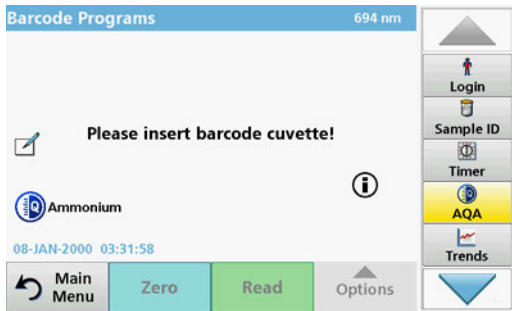 Barcode Programs
694 nm
Please insert barcode cuvette!
Ammonium
08-JAN-2000 03:31:58
Main
Menu
Zero
Read
Options
Login
Sample ID
Timer
AQA
Trends